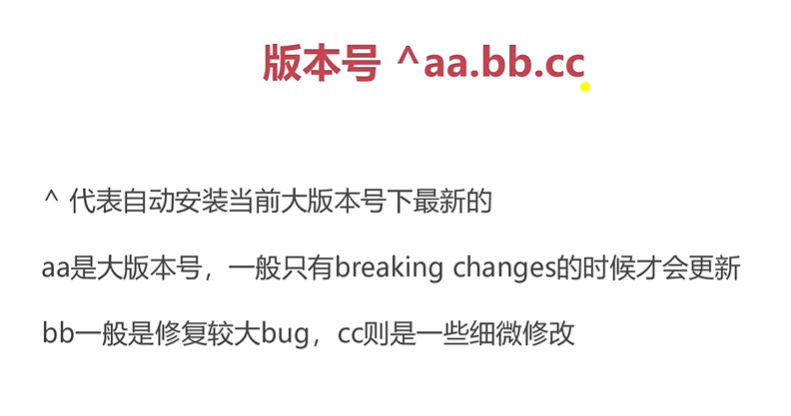 版本号 ^aa.bb.cc
^ 代表自动安装当前大版本号下最新的
aa是大版本号，一般只有breaking changes的时候才会更新
bb一般是修复较大bug，cc则是一些细微修改